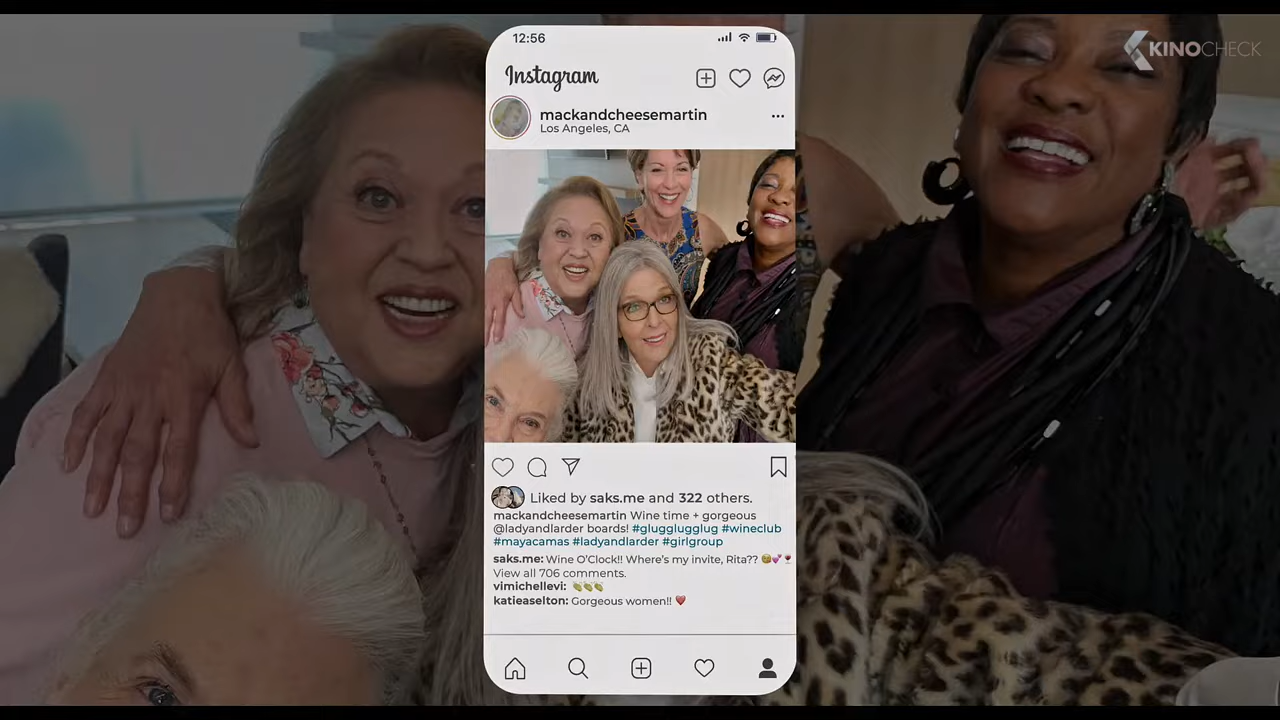 12:56
KINOCHECK
Instagram
mackandcheesemartin
Los Angeles, CA
Liked by saks.me and 322 others.
mackandcheesemartin Wine time + gorgeous
@ladyandlarder boards! #gluggluggglug #wineclub
#mayacamas #ladyandlarder #girlgroup
saks.me: Wine O'Clock!! Where's my invite, Rita?? 🤩💕🍷
View all 706 comments.
vimichellevi: 👏👏👏
katieaselton: Gorgeous women!! ❤️